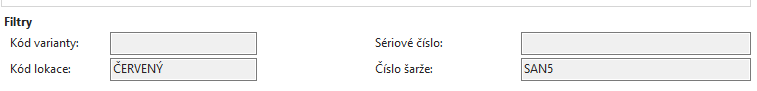 Filtry
Kód varianty: Sériové číslo:
Kód lokace: ČERVENÝ Číslo šarže: SAN5